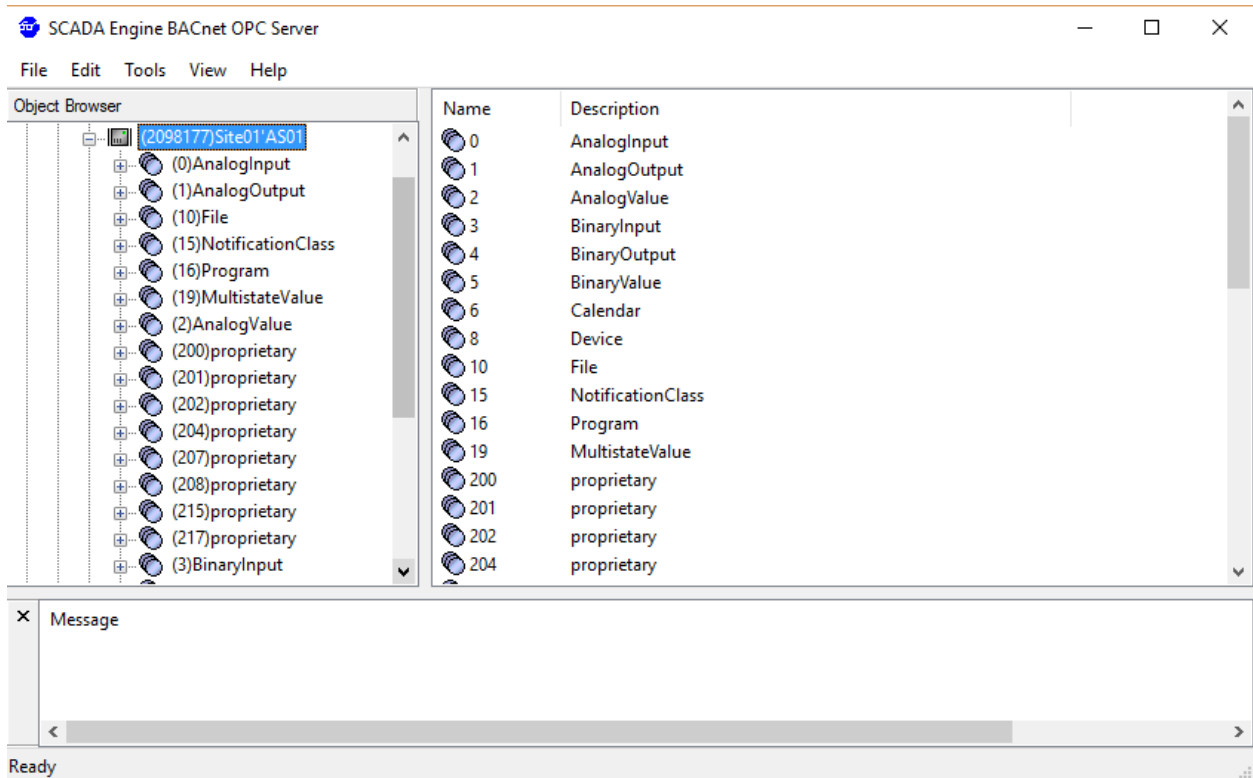 SCADA Engine BACnet OPC Server
File Edit Tools View Help
Object Browser
(2098177)Site01'AS01
(0)AnalogInput
(1)AnalogOutput
(10)File
(15)NotificationClass
(16)Program
(19)MultistateValue
(2)AnalogValue
(200)proprietary
(201)proprietary
(202)proprietary
(204)proprietary
(207)proprietary
(208)proprietary
(215)proprietary
(217)proprietary
(3)BinaryInput
Name Description
0 AnalogInput
1 AnalogOutput
2 AnalogValue
3 BinaryInput
4 BinaryOutput
5 BinaryValue
6 Calendar
8 Device
10 File
15 NotificationClass
16 Program
19 MultistateValue
200 proprietary
201 proprietary
202 proprietary
204 proprietary
Message
Ready